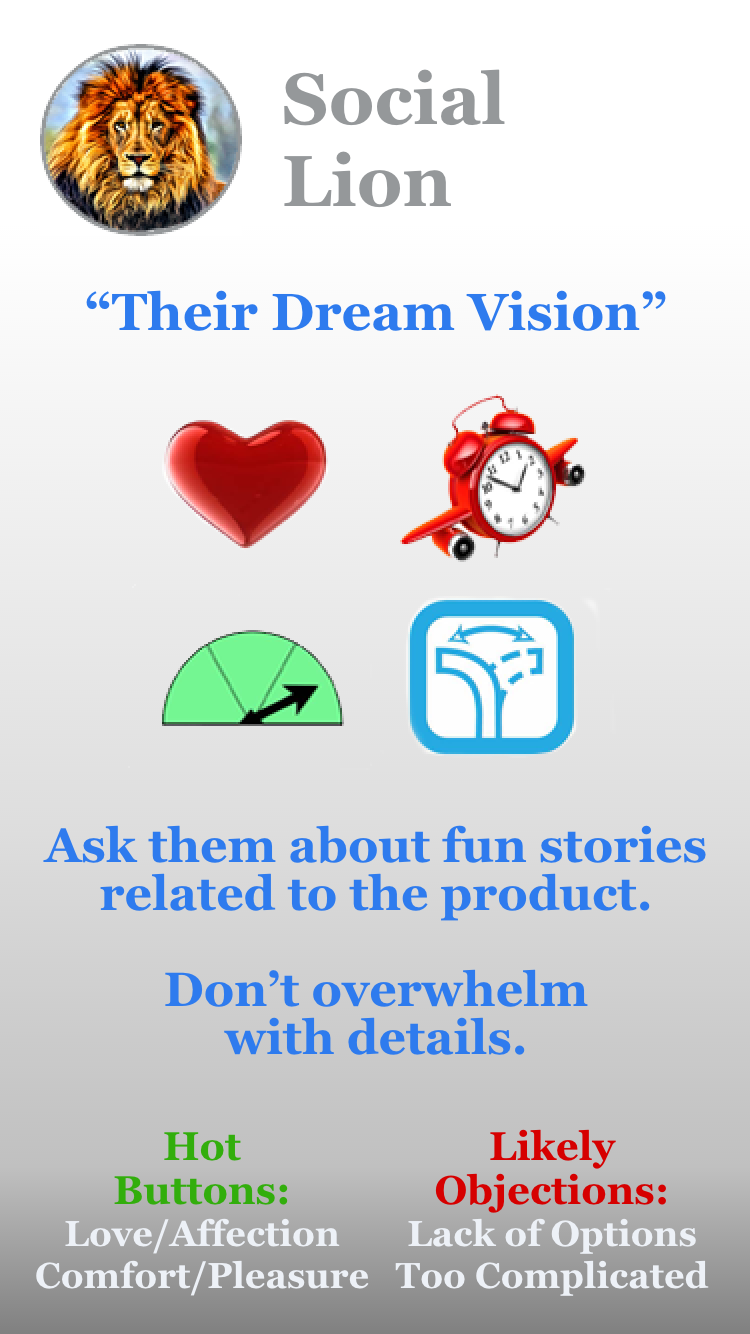 Social
Lion
“Their Dream Vision”
Ask them about fun stories
related to the product.
Don’t overwhelm
with details.
Hot
Buttons:
Love/Affection
Comfort/Pleasure
Likely
Objections:
Lack of Options
Too Complicated